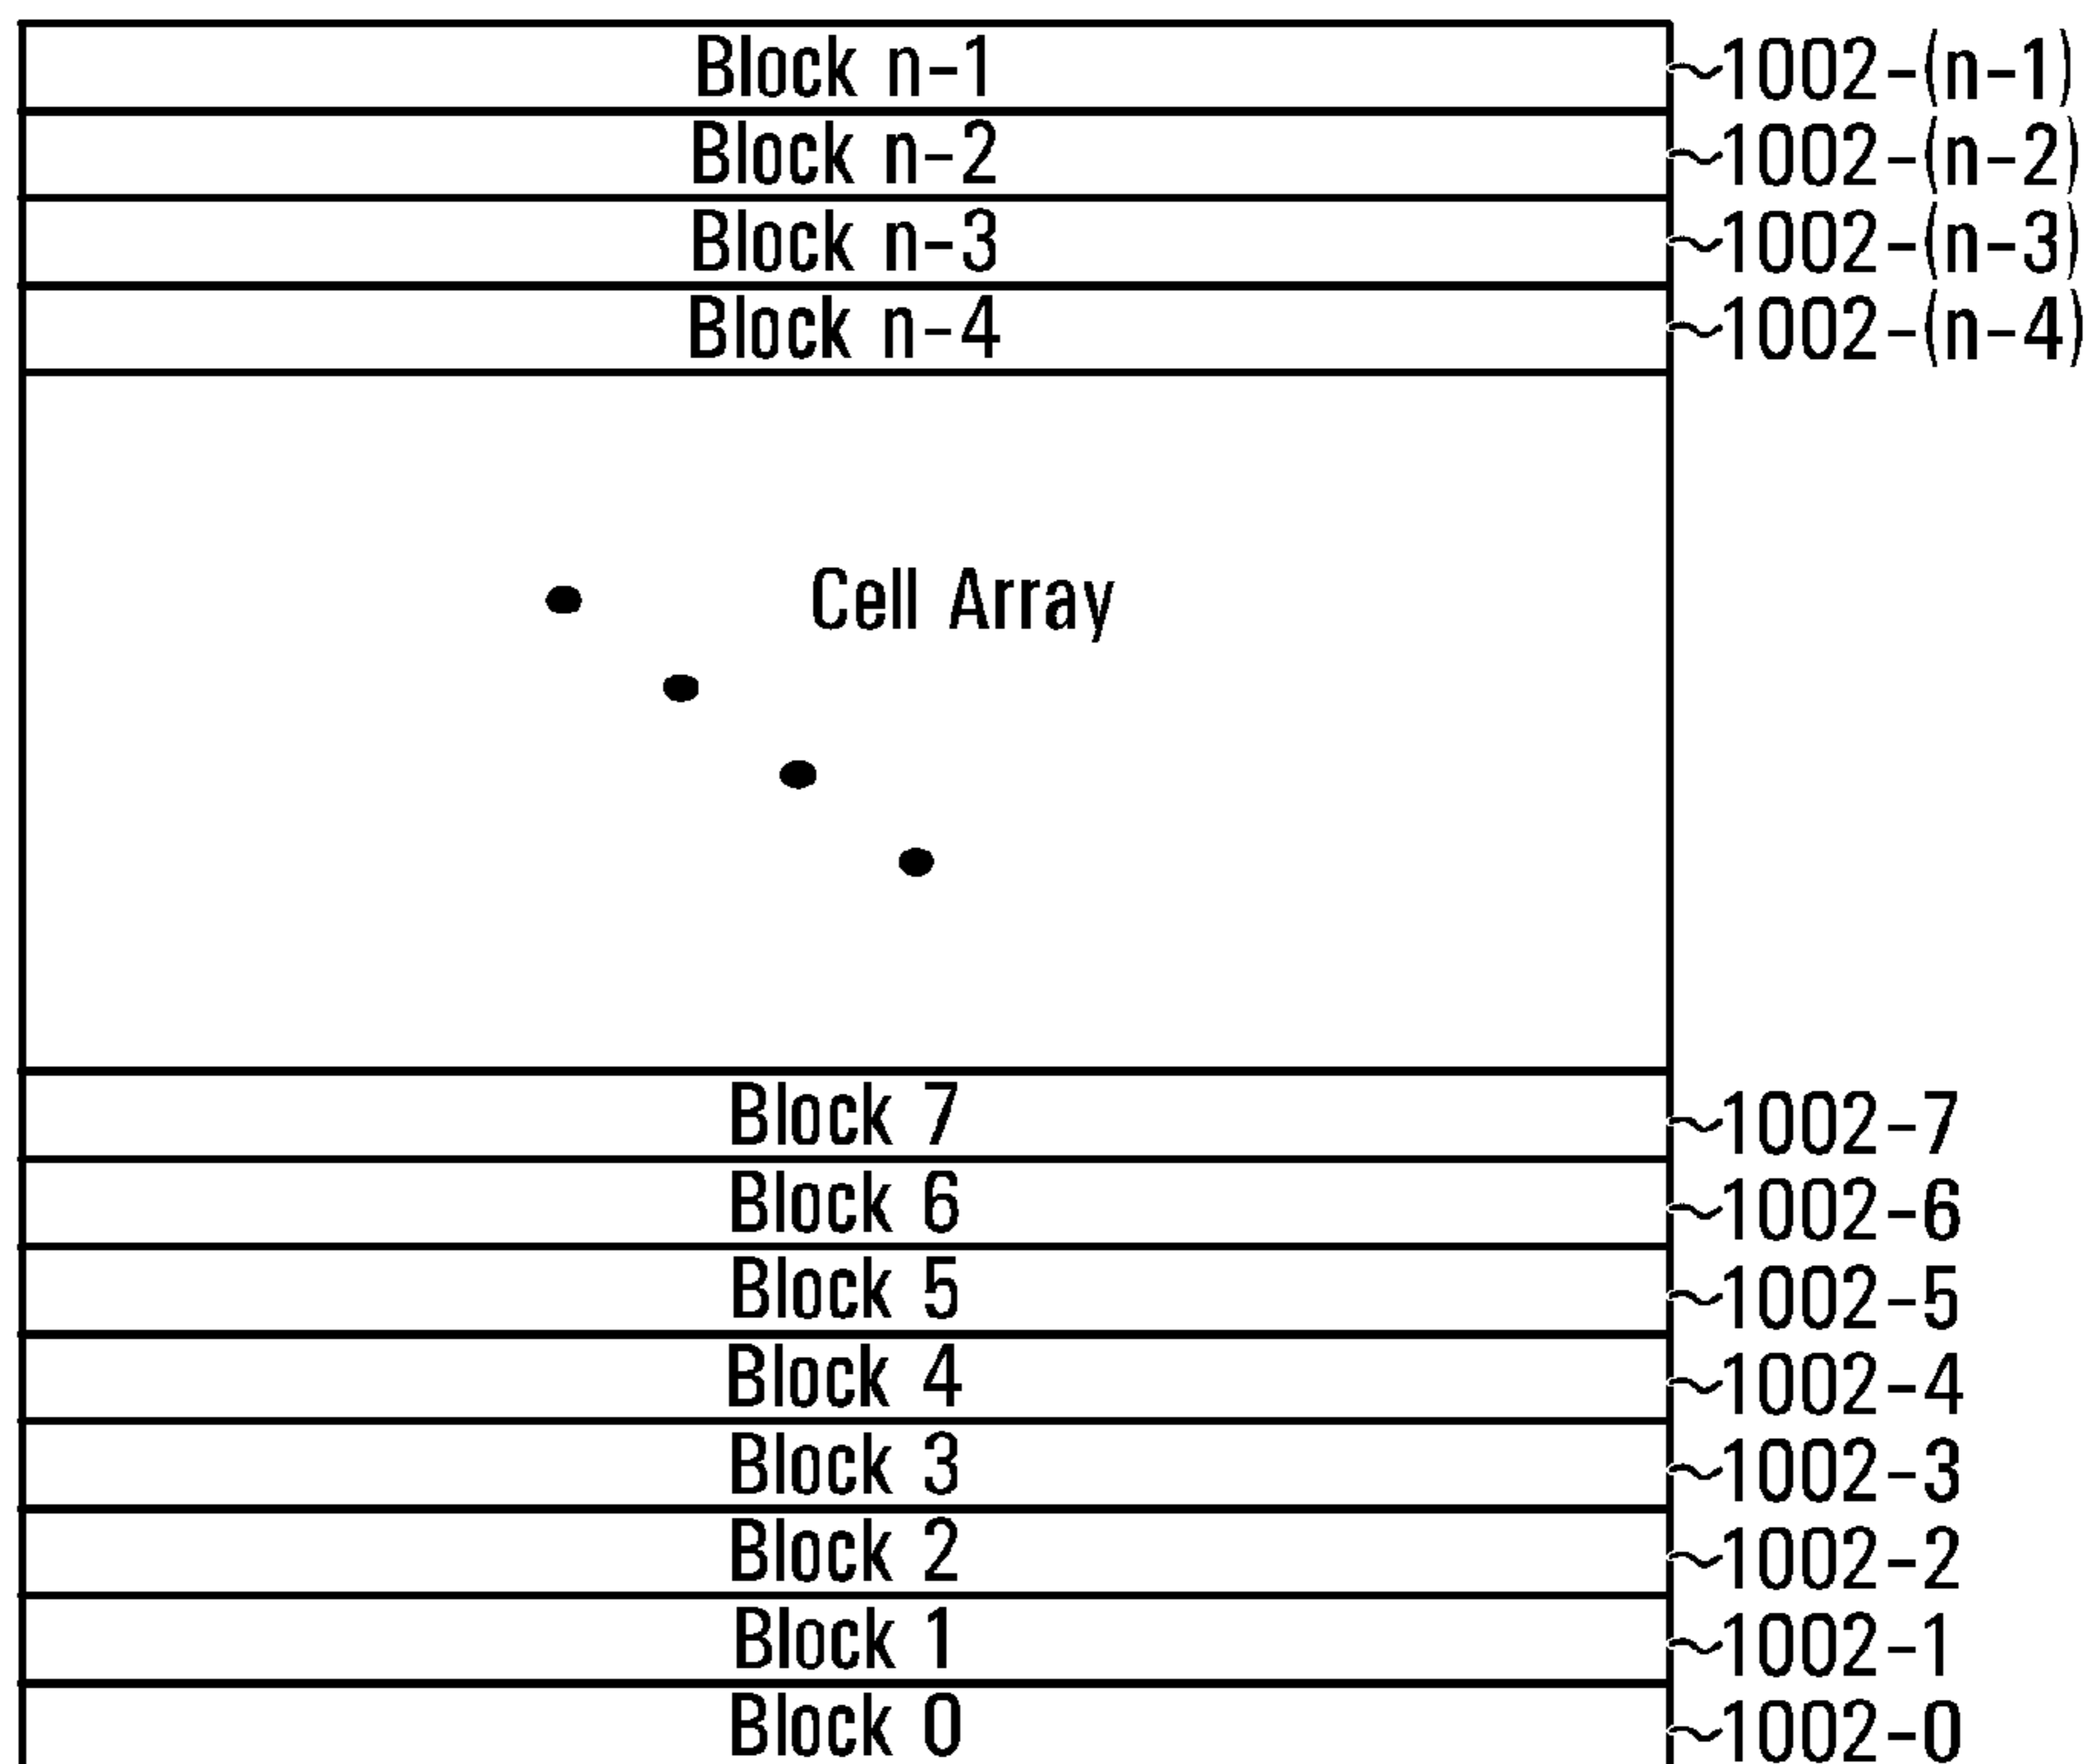 Block n-1 1002-(n-1)
Block n-2 1002-(n-2)
Block n-3 1002-(n-3)
Block n-4 1002-(n-4)
Cell Array
Block 7 1002-7
Block 6 1002-6
Block 5 1002-5
Block 4 1002-4
Block 3 1002-3
Block 2 1002-2
Block 1 1002-1
Block 0 1002-0